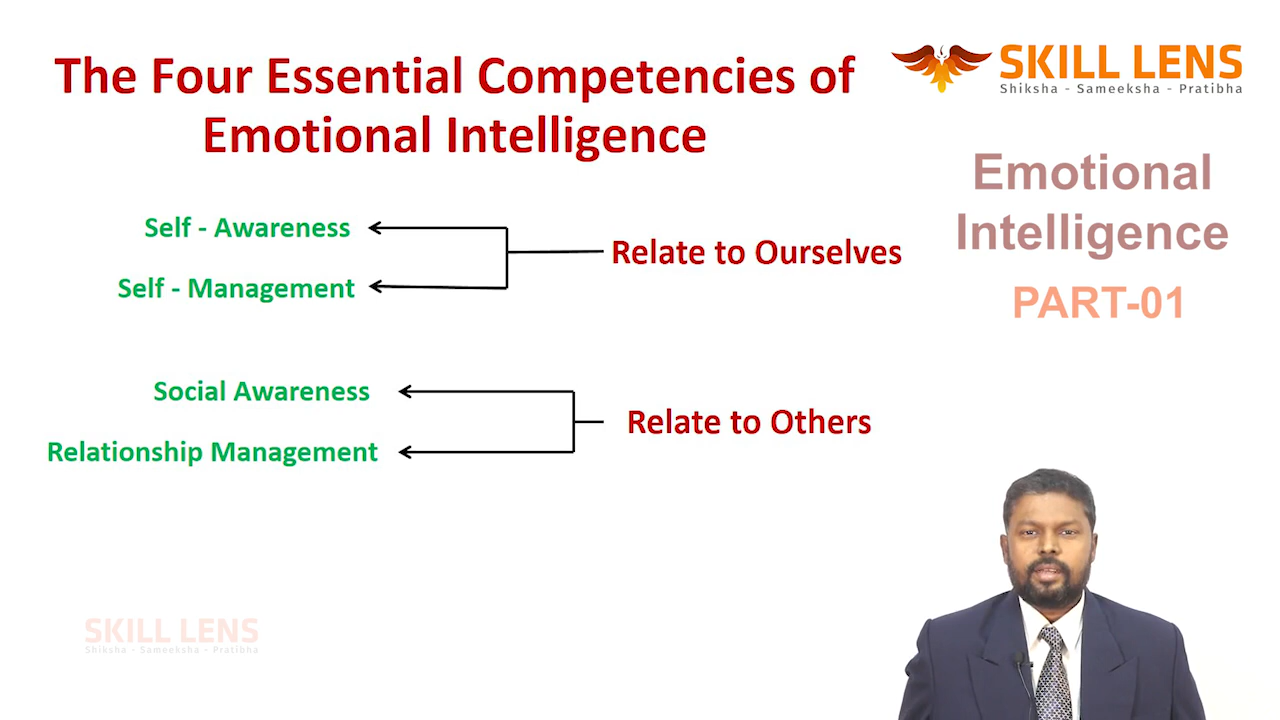 The Four Essential Competencies of
Emotional Intelligence
SKILL LENS
Shiksha - Sameeksha - Pratibha
Emotional
Intelligence
PART-01
Self - Awareness
Self - Management
Relate to Ourselves
Social Awareness
Relationship Management
Relate to Others
SKILL LENS
Shiksha - Sameeksha - Pratibha